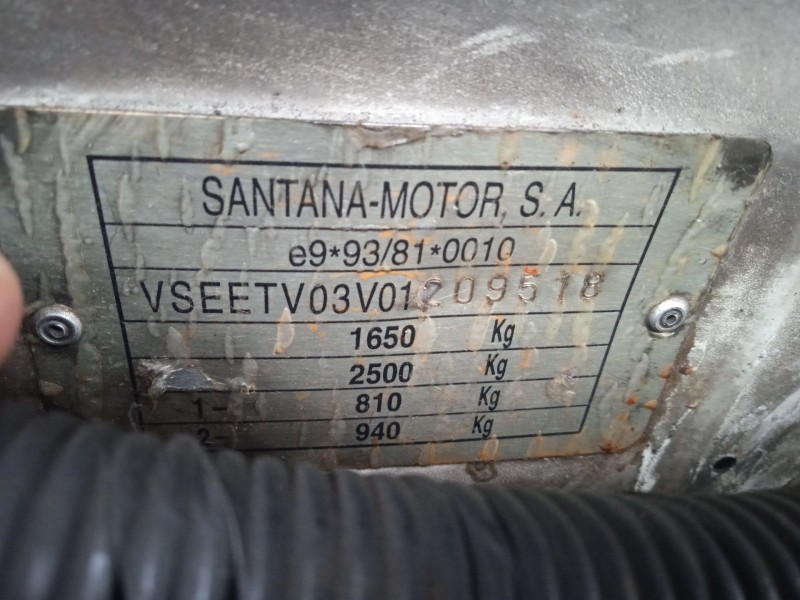 SANTANA-MOTOR, S. A.
e9*93/81*0010
VSEETV03V01209518
1650 Kg
2500 Kg
1- 810 Kg
2- 940 Kg